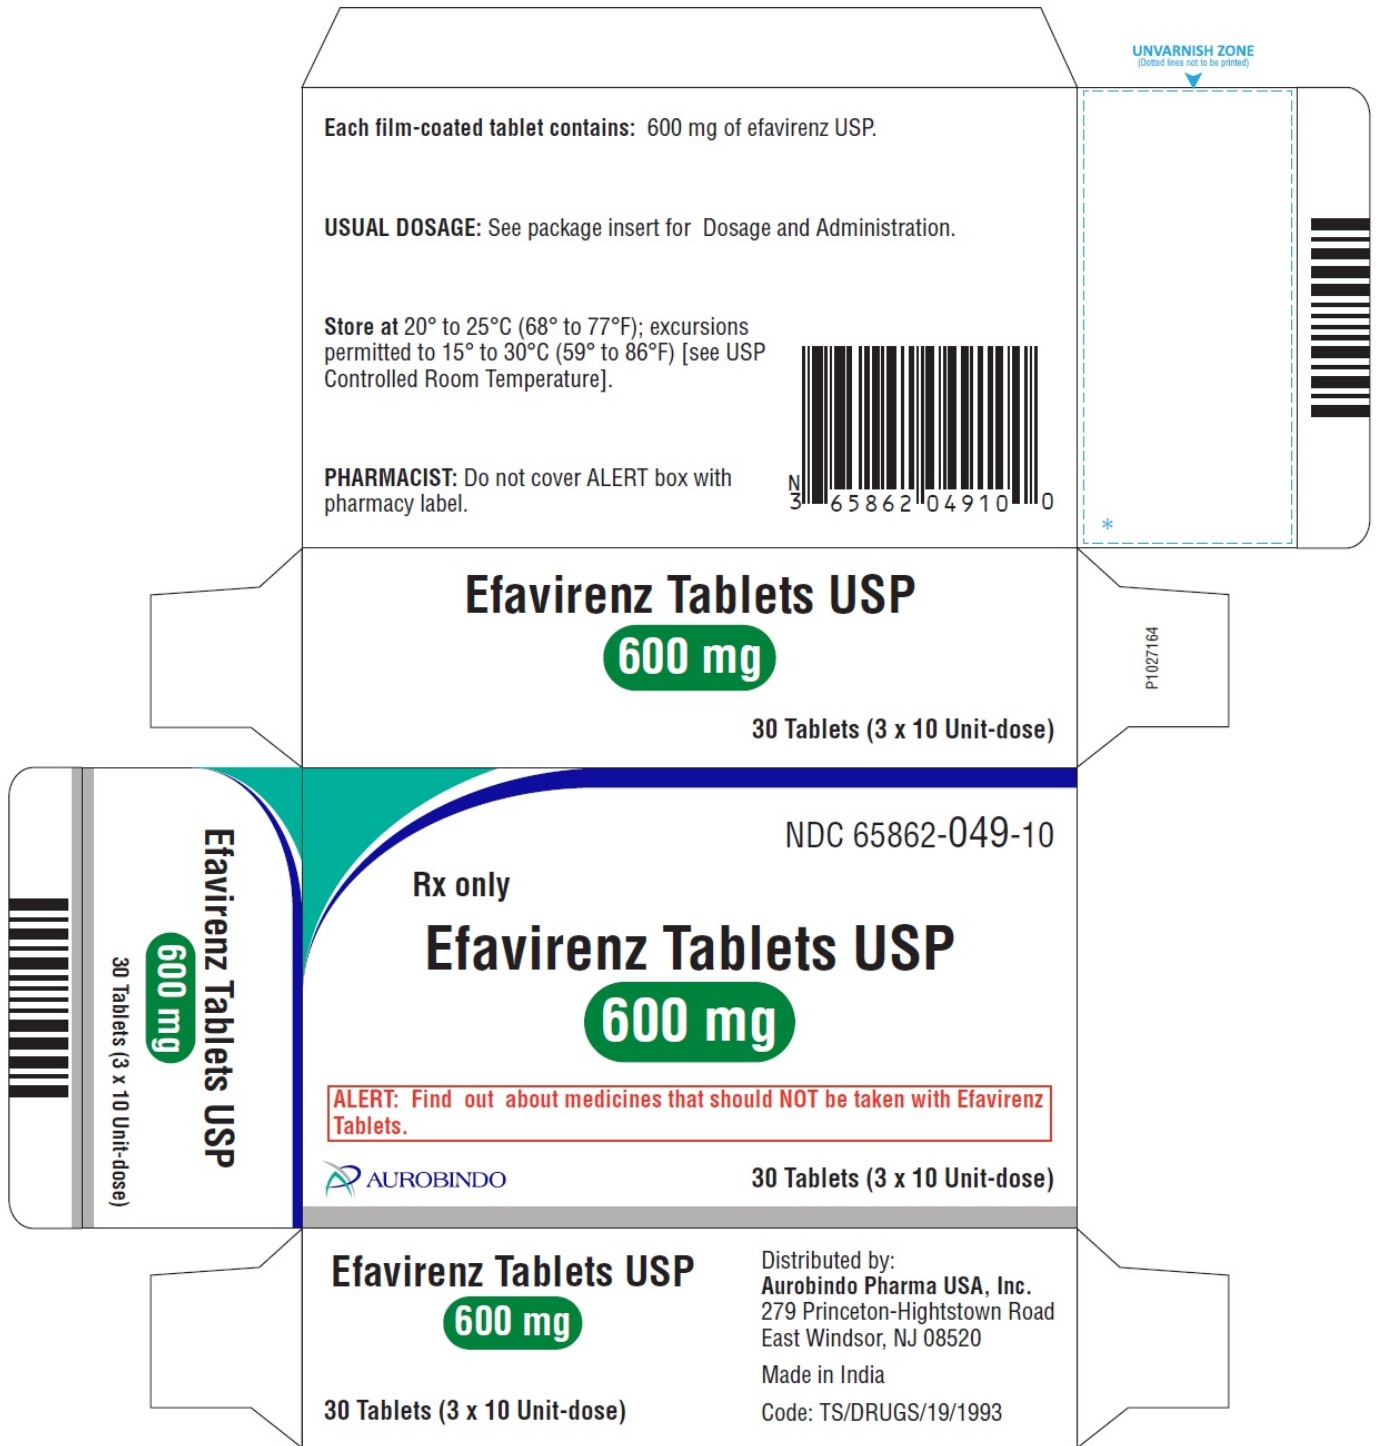 UNVARNISH ZONE
(Dotted lines not to be printed)
Each film-coated tablet contains: 600 mg of efavirenz USP.
USUAL DOSAGE: See package insert for Dosage and Administration.
Store at 20° to 25°C (68° to 77°F); excursions
permitted to 15° to 30°C (59° to 86°F) [see USP
Controlled Room Temperature].
PHARMACIST: Do not cover ALERT box with
pharmacy label.
N
3 65862 04910 0
*
Efavirenz Tablets USP
600 mg
30 Tablets (3 x 10 Unit-dose)
P1027164
Efavirenz Tablets USP
600 mg
30 Tablets (3 x 10 Unit-dose)
NDC 65862-049-10
Rx only
Efavirenz Tablets USP
600 mg
ALERT: Find out about medicines that should NOT be taken with Efavirenz
Tablets.
AUROBINDO
30 Tablets (3 x 10 Unit-dose)
Efavirenz Tablets USP
600 mg
30 Tablets (3 x 10 Unit-dose)
Distributed by:
Aurobindo Pharma USA, Inc.
279 Princeton-Hightstown Road
East Windsor, NJ 08520
Made in India
Code: TS/DRUGS/19/1993